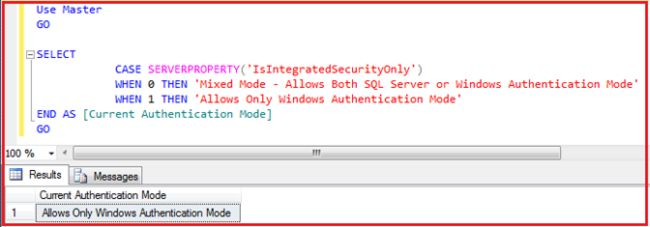 Use Master
GO
SELECT
CASE SERVERPROPERTY('IsIntegratedSecurityOnly')
WHEN 0 THEN 'Mixed Mode - Allows Both SQL Server or Windows Authentication Mode'
WHEN 1 THEN 'Allows Only Windows Authentication Mode'
END AS [Current Authentication Mode]
GO
100 %
Results Messages
Current Authentication Mode
1 Allows Only Windows Authentication Mode